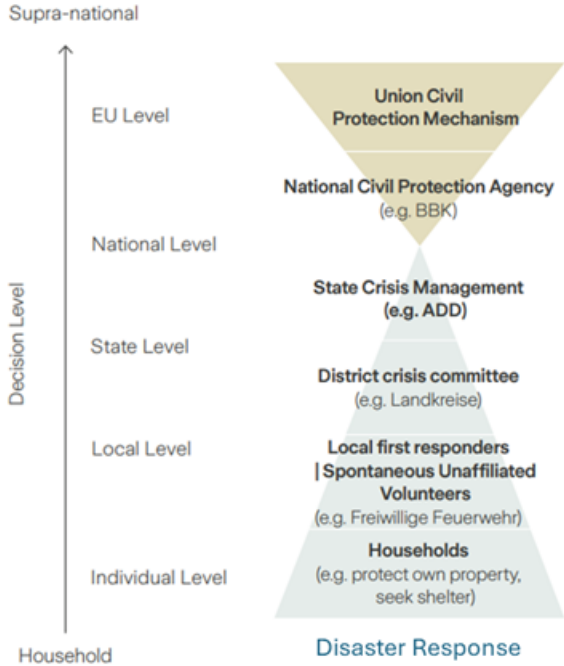 Supra-national
EU Level
National Level
State Level
Local Level
Individual Level
Household
Decision Level
Union Civil
Protection Mechanism
National Civil Protection Agency
(e.g. BBK)
State Crisis Management
(e.g. ADD)
District crisis committee
(e.g. Landkreise)
Local first responders
| Spontaneous Unaffiliated
Volunteers
(e.g. Freiwillige Feuerwehr)
Households
(e.g. protect own property,
seek shelter)
Disaster Response